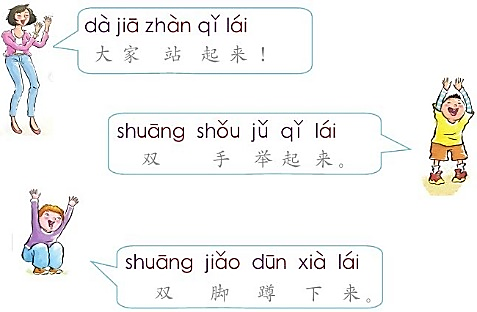 dà jiā zhàn qǐ lái
大家 站 起来！
shuāng shǒu jǔ qǐ lái
双 手 举起来。
shuāng jiǎo dūn xià lái
双 脚 蹲 下 来。